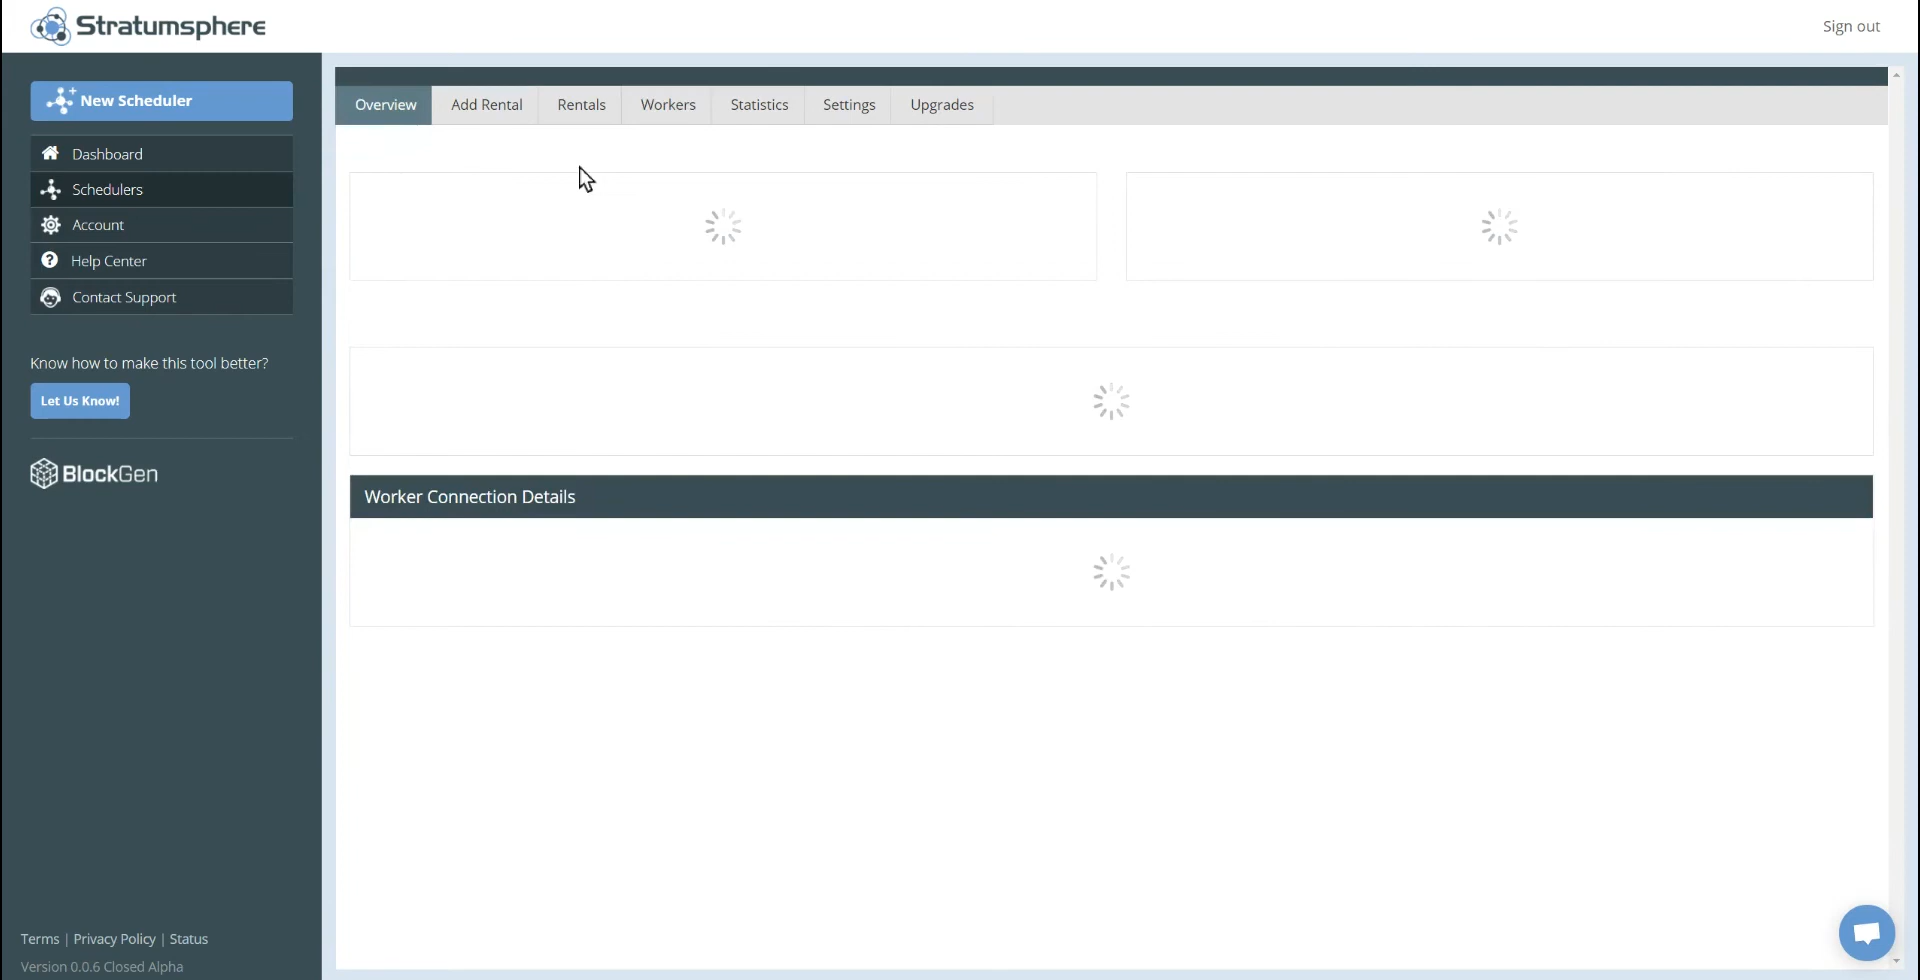 Stratumsphere
Sign out
New Scheduler
Dashboard
Schedulers
Account
Help Center
Contact Support
Know how to make this tool better?
Let Us Know!
BlockGen
Terms | Privacy Policy | Status
Version 0.0.6 Closed Alpha
Overview Add Rental Rentals Workers Statistics Settings Upgrades
Worker Connection Details